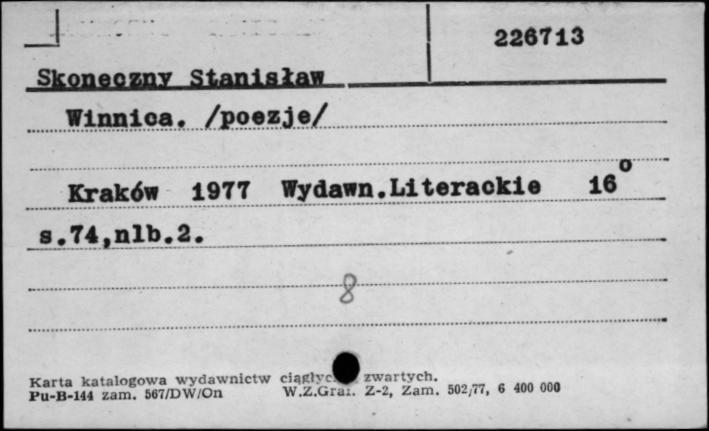 226713
Skoneczny Stanisław
Winnica. /poezje/
Kraków 1977 Wydawn.Literackie 16°
s.74,nlb.2.
8
Karta katalogowa wydawnictw zwartych.
Pu-B-144 zam. 567/DW/On W.Z.Graf. Z-2, Zam. 502/77, 6 400 000